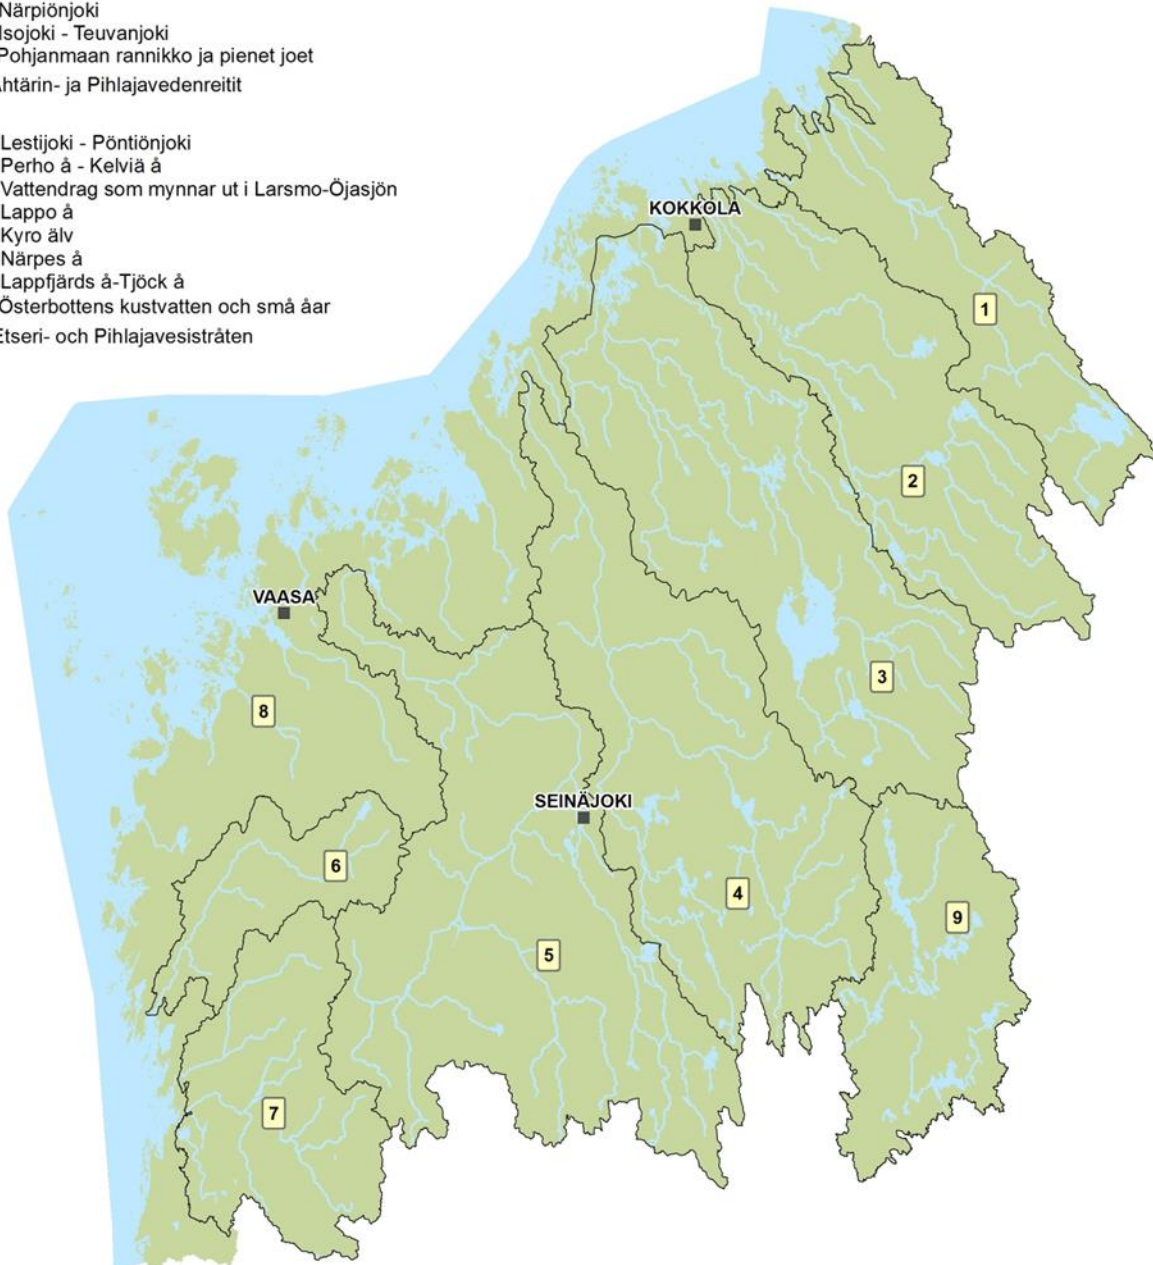 Närpiönjoki
Isojoki - Teuvanjoki
Pohjanmaan rannikko ja pienet joet
htärin- ja Pihlajavedenreitit
Lestijoki - Pöntiönjoki
Perho å - Kelviä å
Vattendrag som mynnar ut i Larsmo-Öjasjön
Lappo å
Kyro älv
Närpes å
Lappfjärds å-Tjöck å
Österbottens kustvatten och små åar
Etseri- och Pihlajavesistråten
KOKKOLA
1
2
VAASA
3
8
SEINÄJOKI
6
4
9
5
7